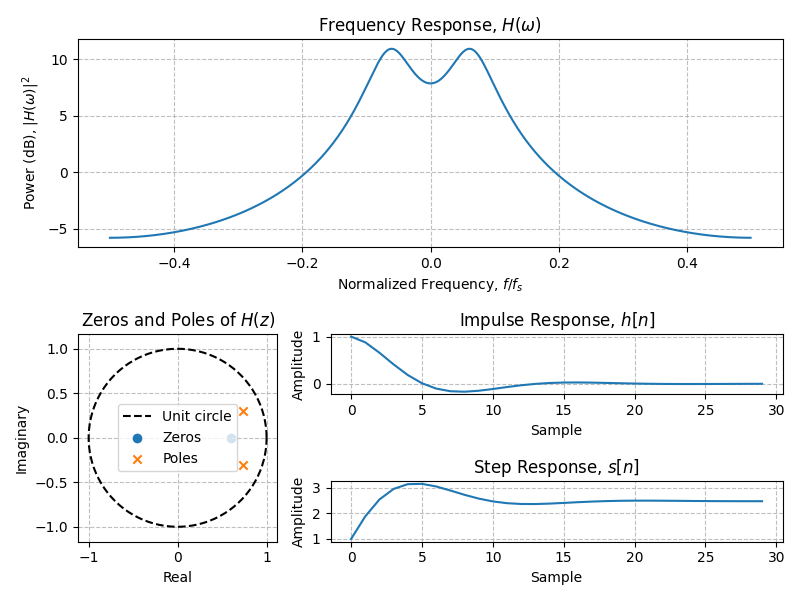 Frequency Response, H(ω)
10
5
0
−5
Power (dB), |H(ω)|²
−0.4 −0.2 0.0 0.2 0.4
Normalized Frequency, f/fₛ
Zeros and Poles of H(z)
1.0
0.5
0.0
−0.5
−1.0
Imaginary
Unit circle
Zeros
Poles
−1 0 1
Real
Impulse Response, h[n]
1
0
Amplitude
0 5 10 15 20 25 30
Sample
Step Response, s[n]
3
2
1
Amplitude
0 5 10 15 20 25 30
Sample